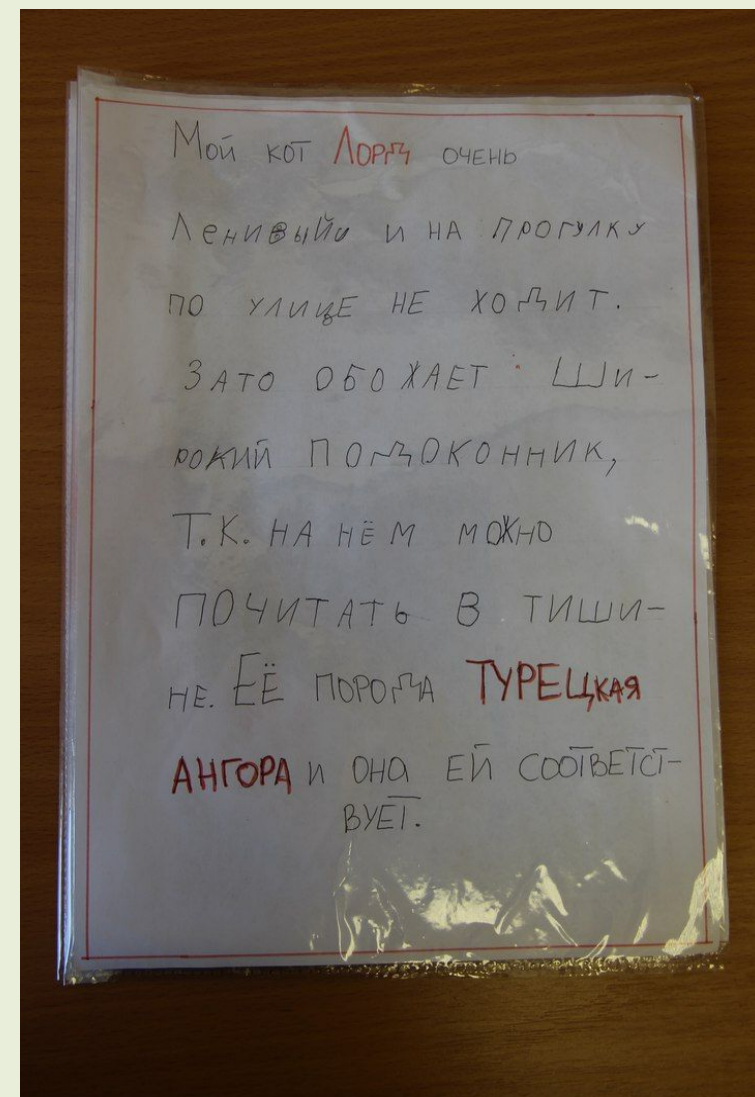 Мой кот Лорд очень
Ленивый и на прогулку
по улице не ходит.
Зато обожает ши-
рокий подоконник,
т.к. на нём можно
почитать в тиши-
не. Её порода ТУРЕЦКАЯ
АНГОРА и она ей соответст-
вует.